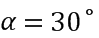 α = 30°